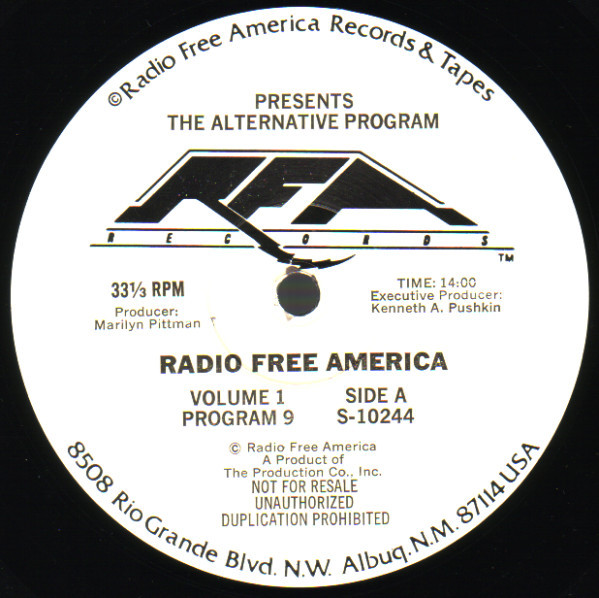 ©Radio Free America Records & Tapes
PRESENTS
THE ALTERNATIVE PROGRAM
RFA
RECORDS
TM
33⅓ RPM
Producer:
Marilyn Pittman
TIME: 14:00
Executive Producer:
Kenneth A. Pushkin
RADIO FREE AMERICA
VOLUME 1 SIDE A
PROGRAM 9 S-10244
© Radio Free America
A Product of
The Production Co., Inc.
NOT FOR RESALE
UNAUTHORIZED
DUPLICATION PROHIBITED
8508 Rio Grande Blvd. N.W. Albuq. N.M. 87114 USA